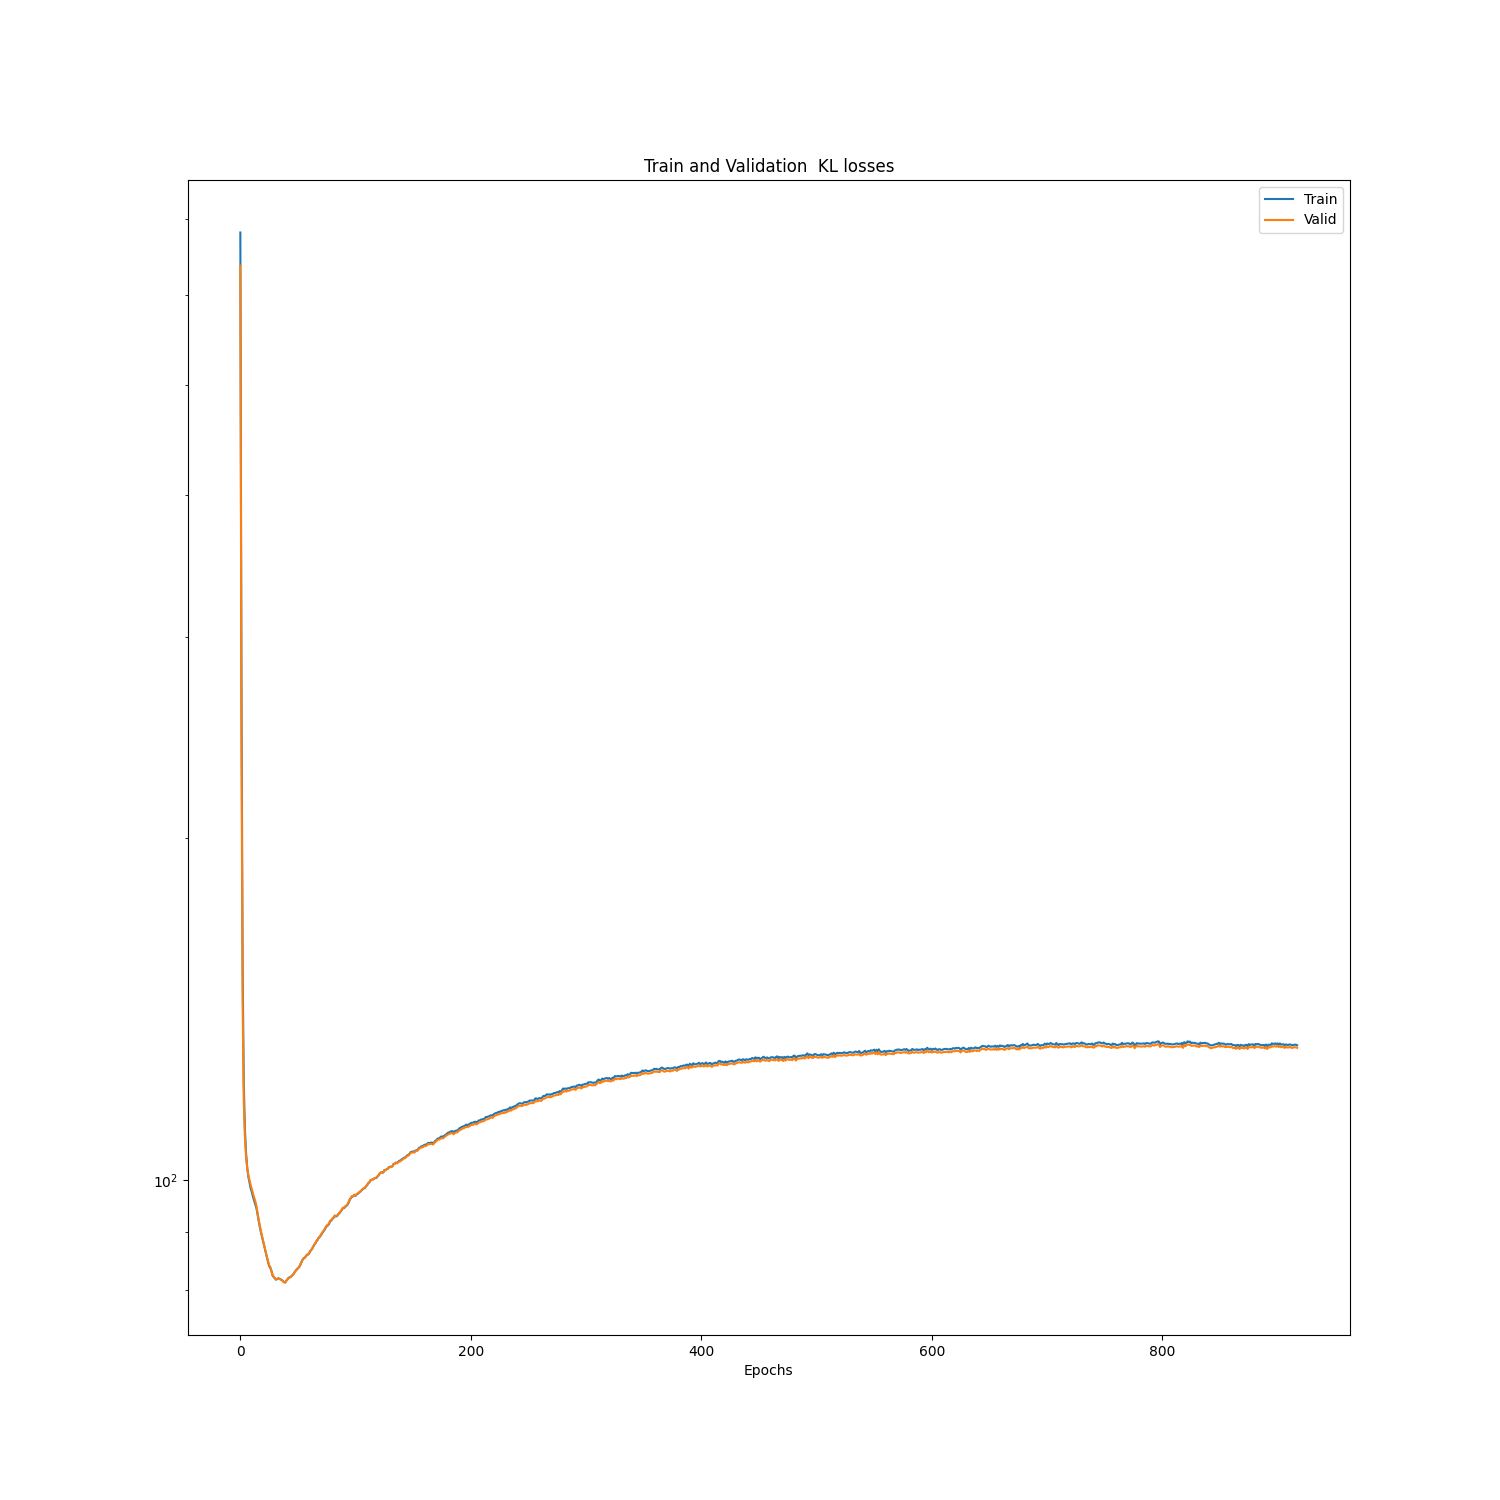 Train and Validation  KL losses
Train
Valid
10²
0 200 400 600 800
Epochs